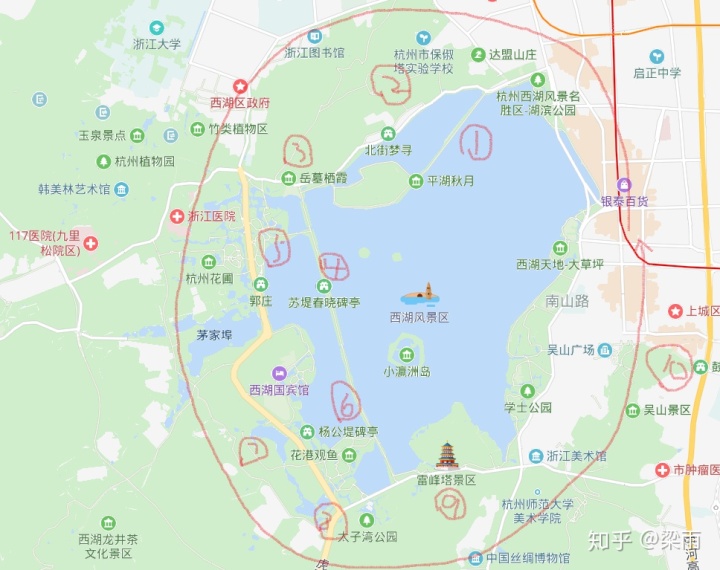 浙江大学
浙江图书馆
杭州市保俶
塔实验学校
达盟山庄
启正中学
②
西湖区政府
杭州西湖风景名
胜区-湖滨公园
竹类植物区
玉泉景点
北街梦寻
①
③
杭州植物园
岳墓栖霞
平湖秋月
韩美林艺术馆
银泰百货
浙江医院
117医院(九里
松院区)
⑤
④
杭州花圃
西湖天地-大草坪
郭庄
苏堤春晓碑亭
南山路
西湖风景区
上城区
茅家埠
吴山广场
小瀛洲岛
⑩
西湖国宾馆
⑥
学士公园
吴山景区
杨公堤碑亭
⑦
花港观鱼
浙江美术馆
市肿瘤医
雷峰塔景区
⑨
杭州师范大学
美术学院
⑧
太子湾公园
西湖龙井茶
文化景区
中国丝绸博物馆
虎
河
高
知乎 @梁雨